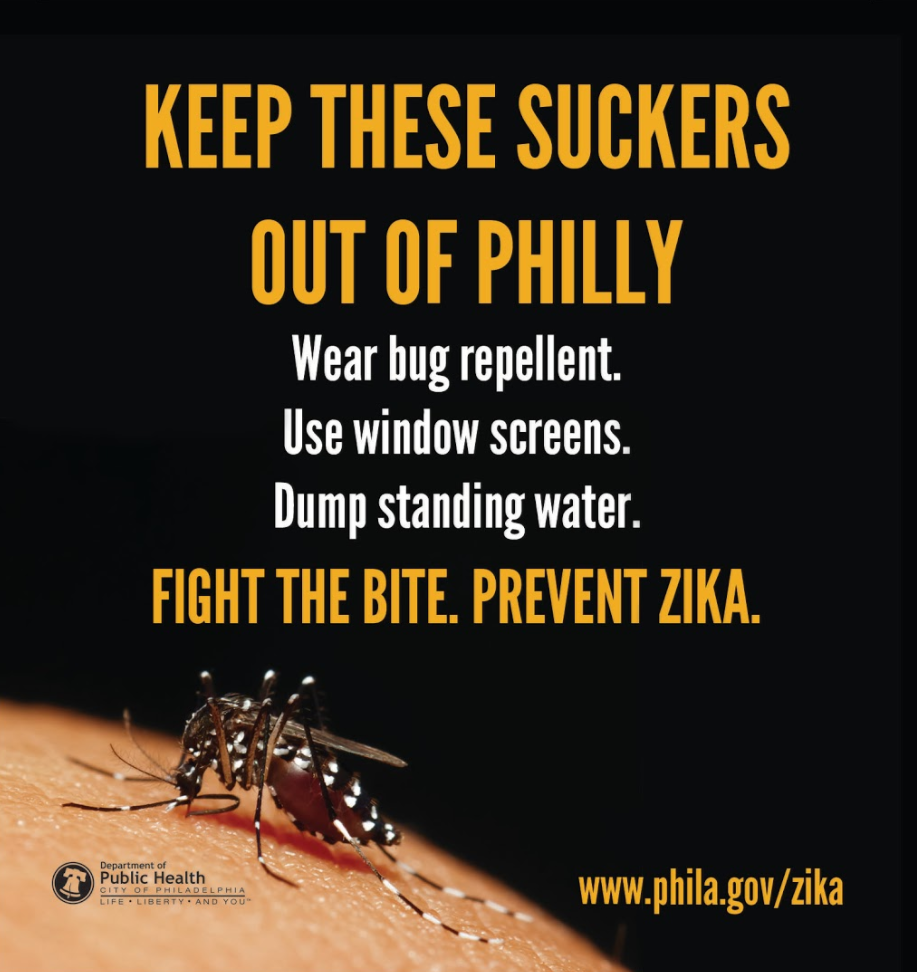 KEEP THESE SUCKERS
OUT OF PHILLY
Wear bug repellent.
Use window screens.
Dump standing water.
FIGHT THE BITE. PREVENT ZIKA.
Department of
Public Health
CITY OF PHILADELPHIA
LIFE • LIBERTY • AND YOU™
www.phila.gov/zika